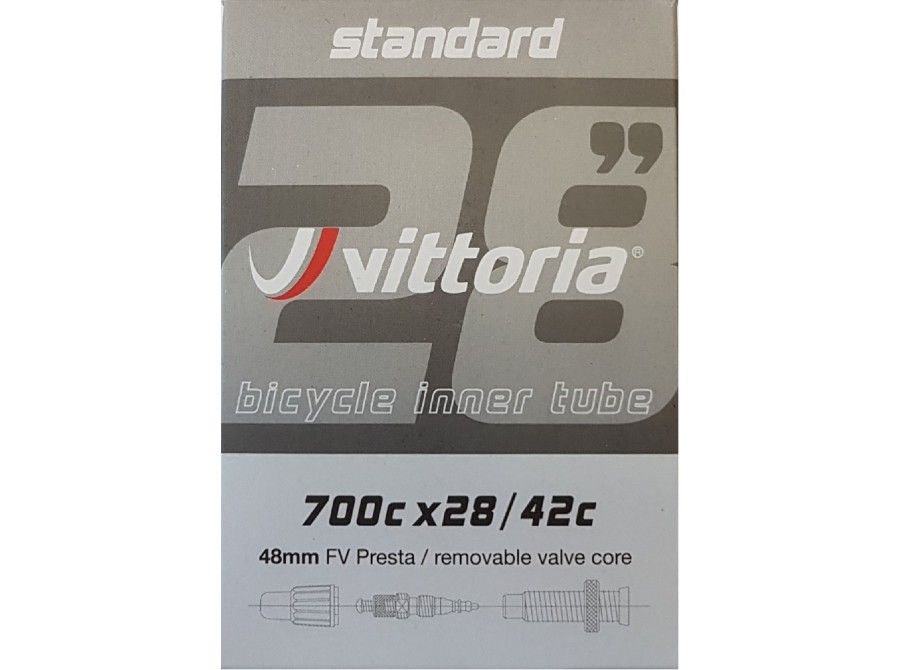 standard
28”
vittoria®
bicycle inner tube
700c x28/42c
48mm FV Presta / removable valve core